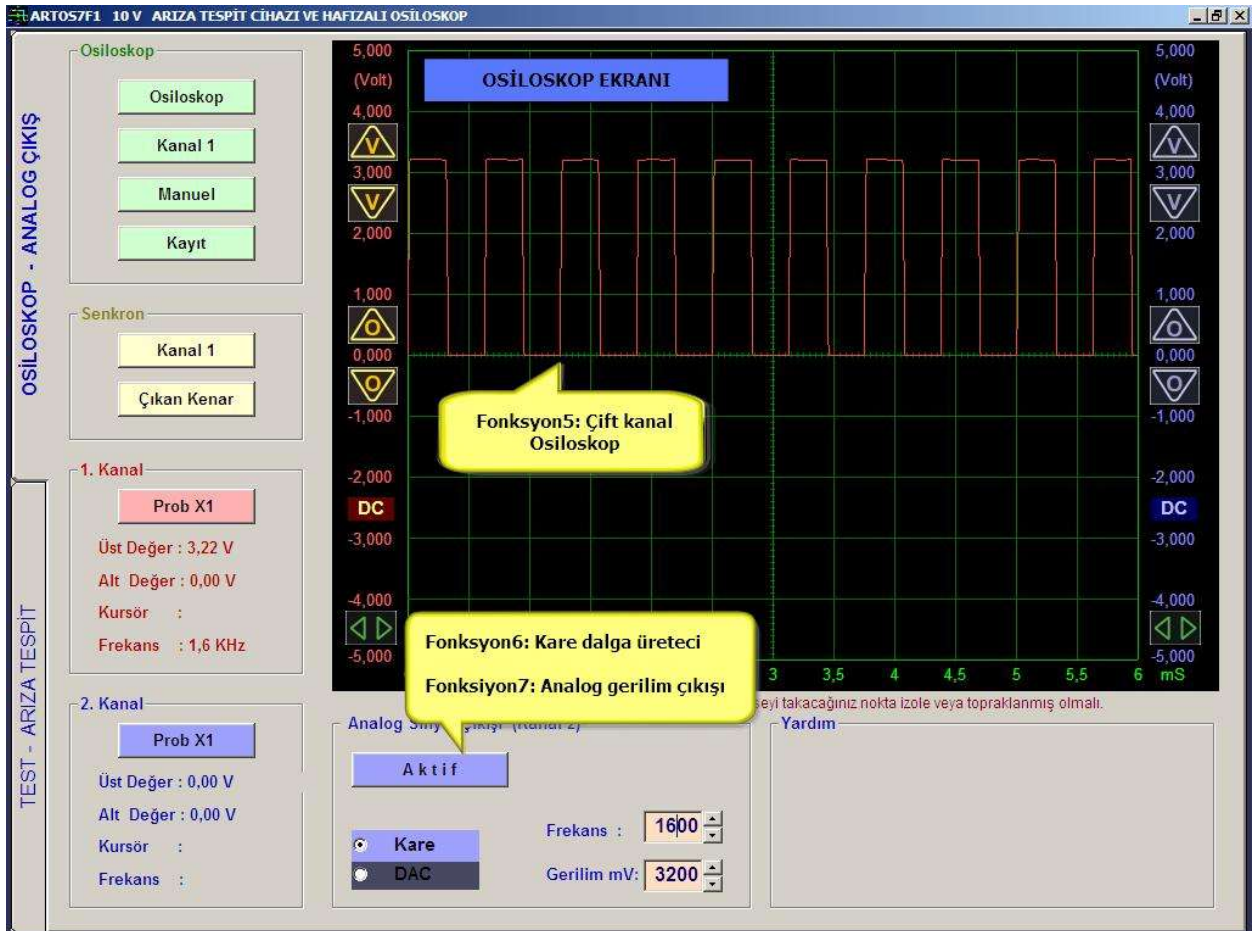 ARTOS7F1 10 V ARIZA TESPİT CİHAZI VE HAFIZALI OSİLOSKOP
OSİLOSKOP - ANALOG ÇIKIŞ
TEST - ARIZA TESPİT
Osiloskop
Osiloskop
Kanal 1
Manuel
Kayıt
Senkron
Kanal 1
Çıkan Kenar
1. Kanal
Prob X1
Üst Değer : 3,22 V
Alt Değer : 0,00 V
Kursör :
Frekans : 1,6 KHz
2. Kanal
Prob X1
Üst Değer : 0,00 V
Alt Değer : 0,00 V
Kursör :
Frekans :
OSİLOSKOP EKRANI
5,000
(Volt)
4,000
V
3,000
V
2,000
1,000
O
0,000
O
-1,000
-2,000
DC
-3,000
-4,000
-5,000
5,000
(Volt)
4,000
V
3,000
V
2,000
1,000
O
0,000
O
-1,000
-2,000
DC
-3,000
-4,000
-5,000
Fonksyon5: Çift kanal
Osiloskop
Fonksyon6: Kare dalga üreteci
Fonksiyon7: Analog gerilim çıkışı
3 3,5 4 4,5 5 5,5 6 mS
takacağınız nokta izole veya topraklanmış olmalı.
Analog (Kanal 2)
Aktif
Kare
DAC
Frekans : 1600
Gerilim mV: 3200
Yardım